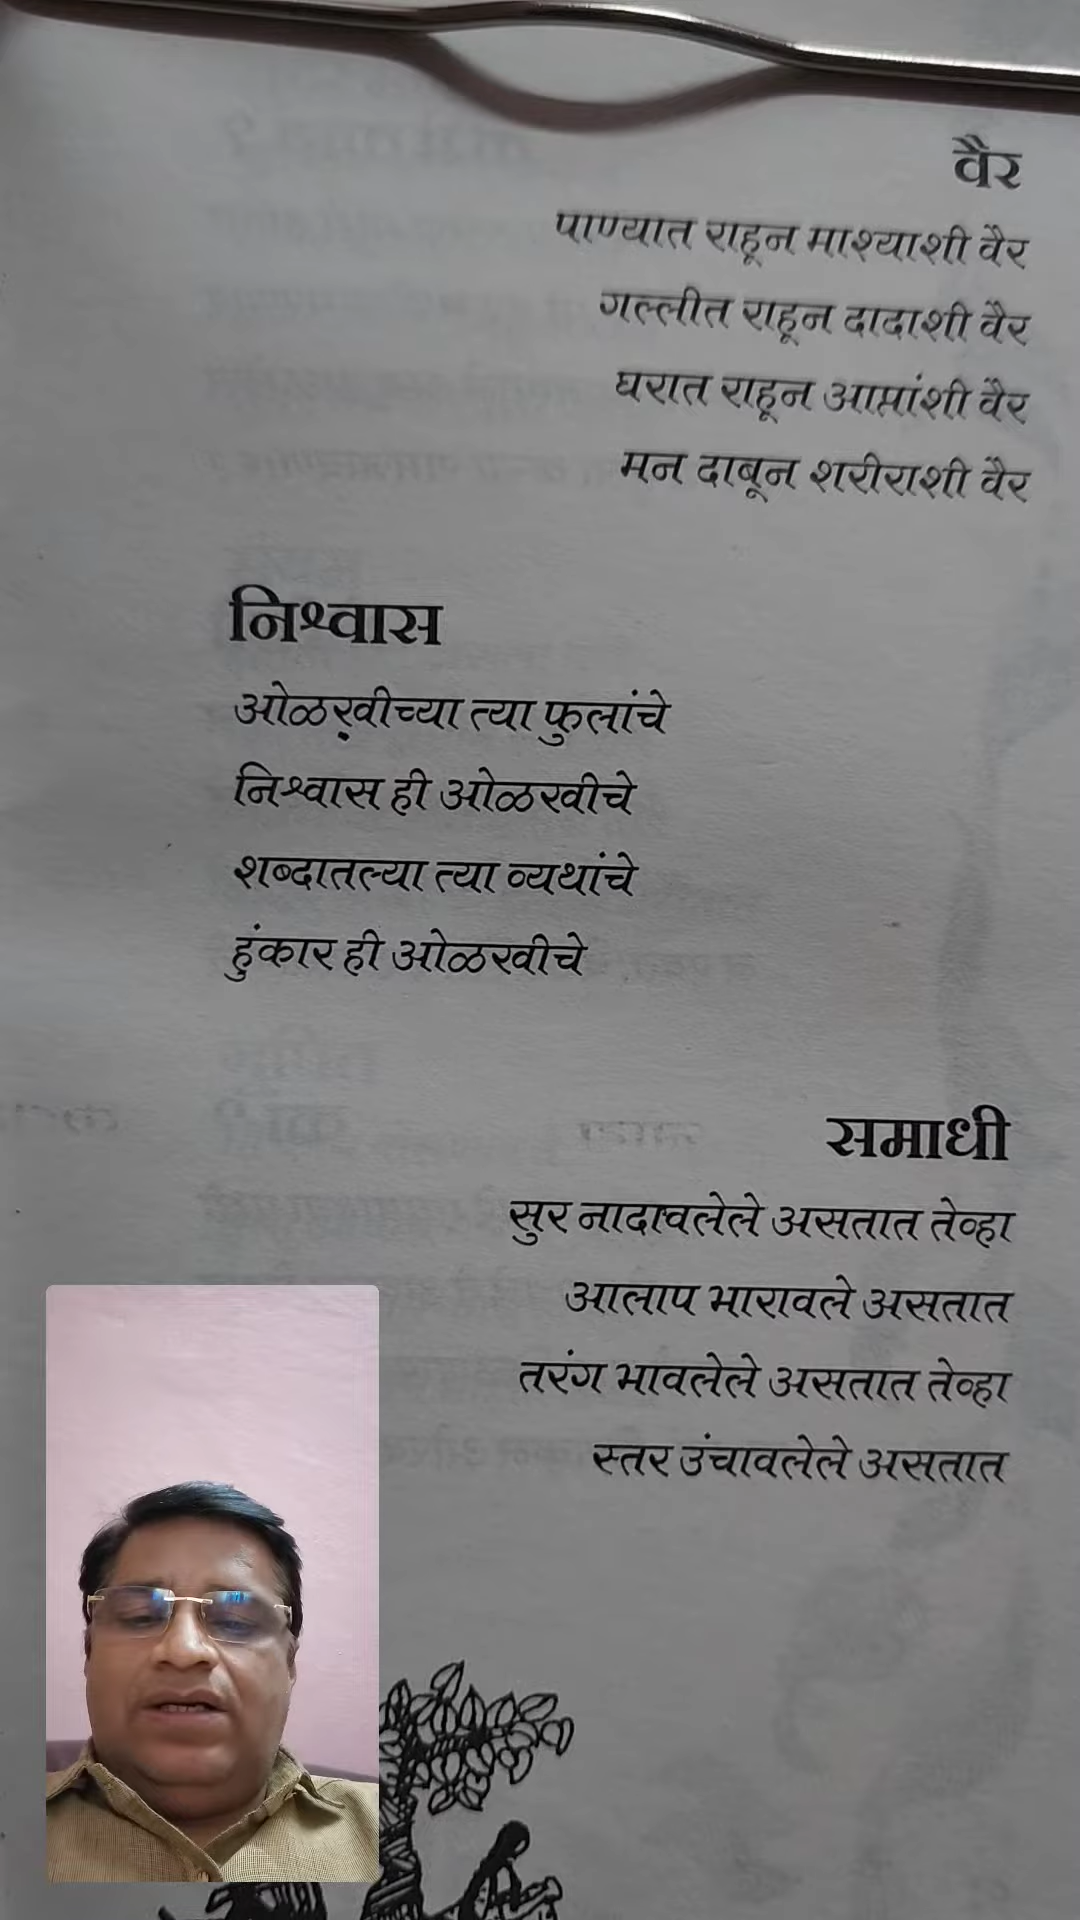 वैर
पाण्यात राहून माश्याशी वैर
गल्लीत राहून दादाशी वैर
घरात राहून आप्तांशी वैर
मन दाबून शरीराशी वैर
निश्वास
ओळखीच्या त्या फुलांचे
निश्वास ही ओळखीचे
शब्दातल्या त्या व्यथांचे
हुंकार ही ओळखीचे
समाधी
सुर नादावलेले असतात तेव्हा
आलाप भारावले असतात
तरंग भावलेले असतात तेव्हा
स्तर उंचावलेले असतात